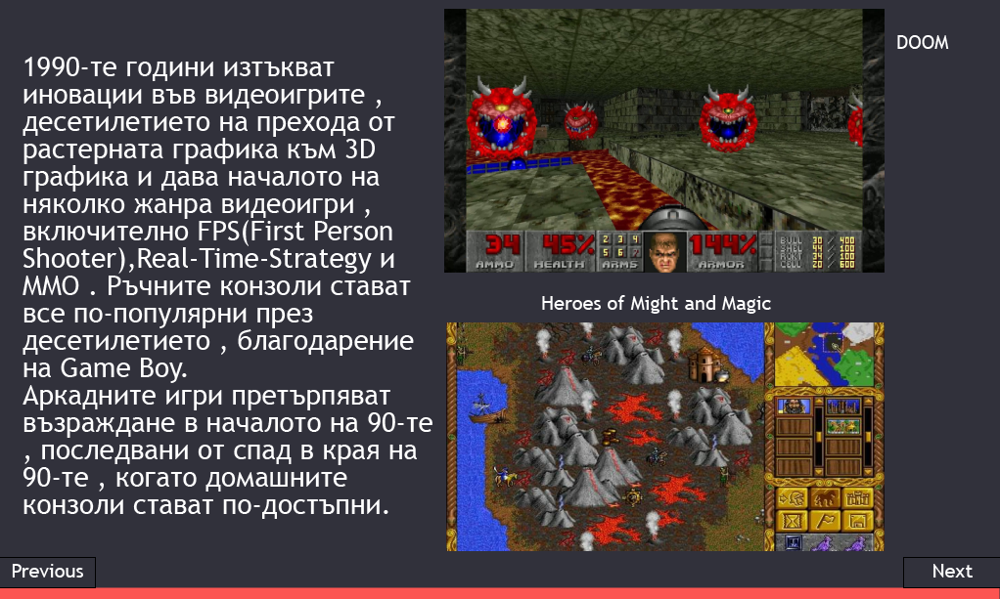 1990-те години изтъкват
иновации във видеоигрите ,
десетилетието на прехода от
растерната графика към 3D
графика и дава началото на
няколко жанра видеоигри ,
включително FPS(First Person
Shooter),Real-Time-Strategy и
ММО . Ръчните конзоли стават
все по-популярни през
десетилетието , благодарение
на Game Boy.
Аркадните игри претърпяват
възраждане в началото на 90-те
, последвани от спад в края на
90-те , когато домашните
конзоли стават по-достъпни.
DOOM
34 45% 2 3 4 144%
5 6 7
AMMO HEALTH ARMS ARMOR
BULL 30 / 400
SHEL 44 / 100
RCKT 34 / 100
CELL 20 / 600
Heroes of Might and Magic
Previous
Next